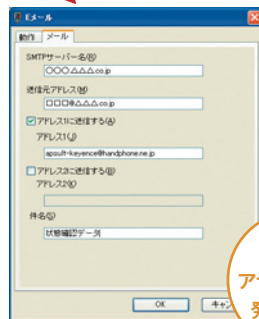 Eメール
動作 メール
SMTPサーバー名(R)
〇〇〇△△△.co.jp
送信元アドレス(M)
□□□@△△△.co.jp
アドレス1に送信する(A)
アドレス1(J)
apsult-keyence@handphone.ne.jp
アドレス2に送信する(B)
アドレス2(K)
件名(S)
状態確認データ
OK
キャン
ア
発